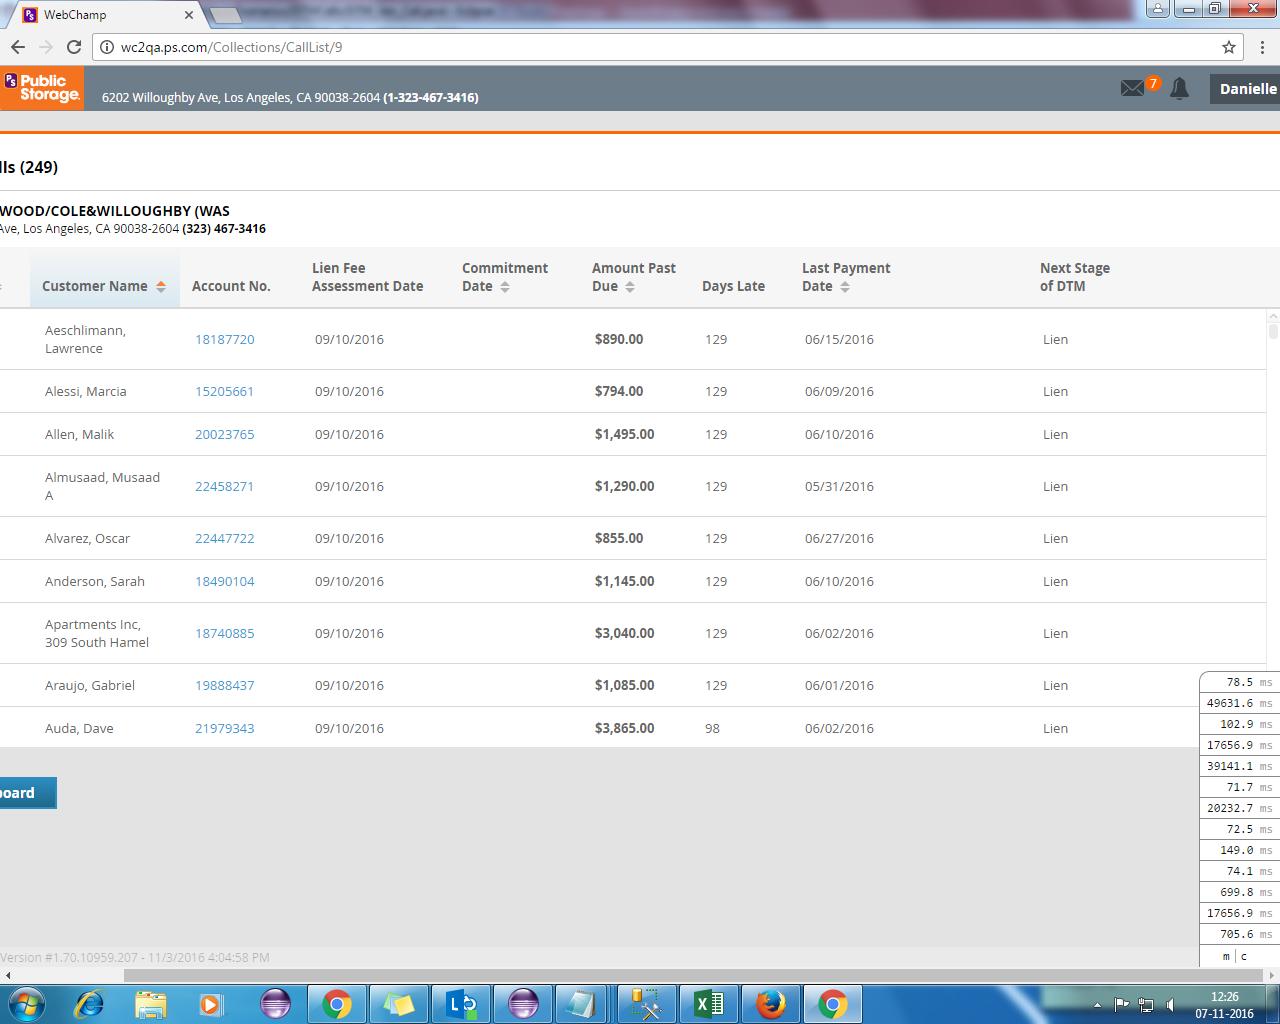 WebChamp
wc2qa.ps.com/Collections/CallList/9
PS Public Storage.
6202 Willoughby Ave, Los Angeles, CA 90038-2604 (1-323-467-3416)
7
Danielle
lls (249)
WOOD/COLE&WILLOUGHBY (WAS
Ave, Los Angeles, CA 90038-2604 (323) 467-3416
Customer Name Account No. Lien Fee Assessment Date Commitment Date Amount Past Due Days Late Last Payment Date Next Stage of DTM
Aeschlimann, Lawrence 18187720 09/10/2016 $890.00 129 06/15/2016 Lien
Alessi, Marcia 15205661 09/10/2016 $794.00 129 06/09/2016 Lien
Allen, Malik 20023765 09/10/2016 $1,495.00 129 06/10/2016 Lien
Almusaad, Musaad A 22458271 09/10/2016 $1,290.00 129 05/31/2016 Lien
Alvarez, Oscar 22447722 09/10/2016 $855.00 129 06/27/2016 Lien
Anderson, Sarah 18490104 09/10/2016 $1,145.00 129 06/10/2016 Lien
Apartments Inc, 309 South Hamel 18740885 09/10/2016 $3,040.00 129 06/02/2016 Lien
Araujo, Gabriel 19888437 09/10/2016 $1,085.00 129 06/01/2016 Lien
Auda, Dave 21979343 09/10/2016 $3,865.00 98 06/02/2016 Lien
78.5 ms
49631.6 ms
102.9 ms
17656.9 ms
39141.1 ms
71.7 ms
20232.7 ms
72.5 ms
149.0 ms
74.1 ms
699.8 ms
17656.9 ms
705.6 ms
m | c
board
Version #1.70.10959.207 - 11/3/2016 4:04:58 PM
12:26
07-11-2016